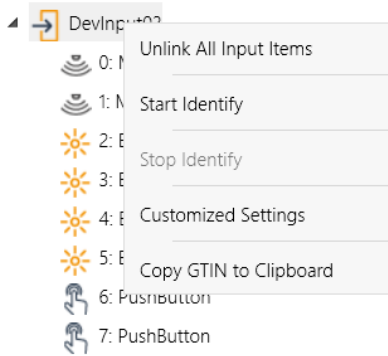 DevInput02
Unlink All Input Items
0:
1:
Start Identify
2:
Stop Identify
3:
4:
Customized Settings
5:
Copy GTIN to Clipboard
6: PushButton
7: PushButton